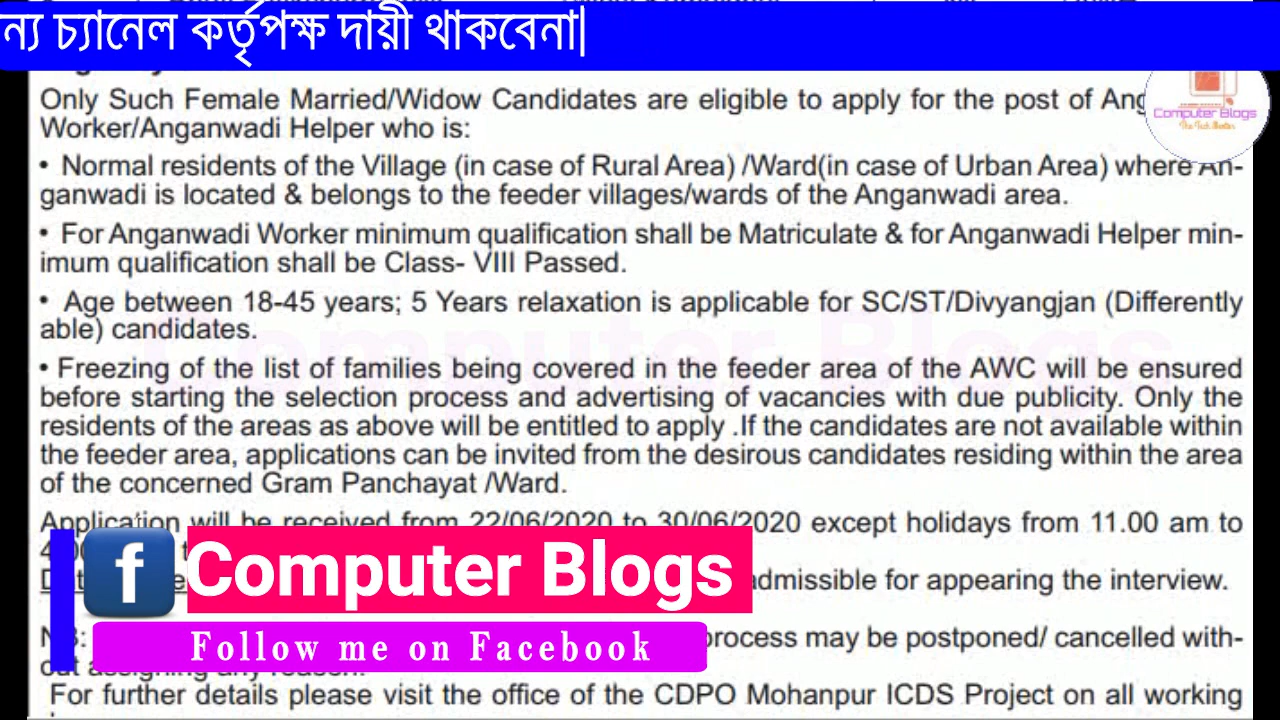 ন্য চ্যানেল কর্তৃপক্ষ দায়ী থাকবেনা|
Computer Blogs
The Tech Master
Only Such Female Married/Widow Candidates are eligible to apply for the post of
Worker/Anganwadi Helper who is:
• Normal residents of the Village (in case of Rural Area) /Ward(in case of Urban Area) where An-
ganwadi is located & belongs to the feeder villages/wards of the Anganwadi area.
• For Anganwadi Worker minimum qualification shall be Matriculate & for Anganwadi Helper min-
imum qualification shall be Class- VIII Passed.
• Age between 18-45 years; 5 Years relaxation is applicable for SC/ST/Divyangjan (Differently
able) candidates.
Computer Blogs
• Freezing of the list of families being covered in the feeder area of the AWC will be ensured
before starting the selection process and advertising of vacancies with due publicity. Only the
residents of the areas as above will be entitled to apply .If the candidates are not available within
the feeder area, applications can be invited from the desirous candidates residing within the area
of the concerned Gram Panchayat /Ward.
Application will be received from 22/06/2020 to 30/06/2020 except holidays from 11.00 am to
f Computer Blogs
admissible for appearing the interview.
Follow me on Facebook
process may be postponed/ cancelled with-
out assigning any reason.
For further details please visit the office of the CDPO Mohanpur ICDS Project on all working